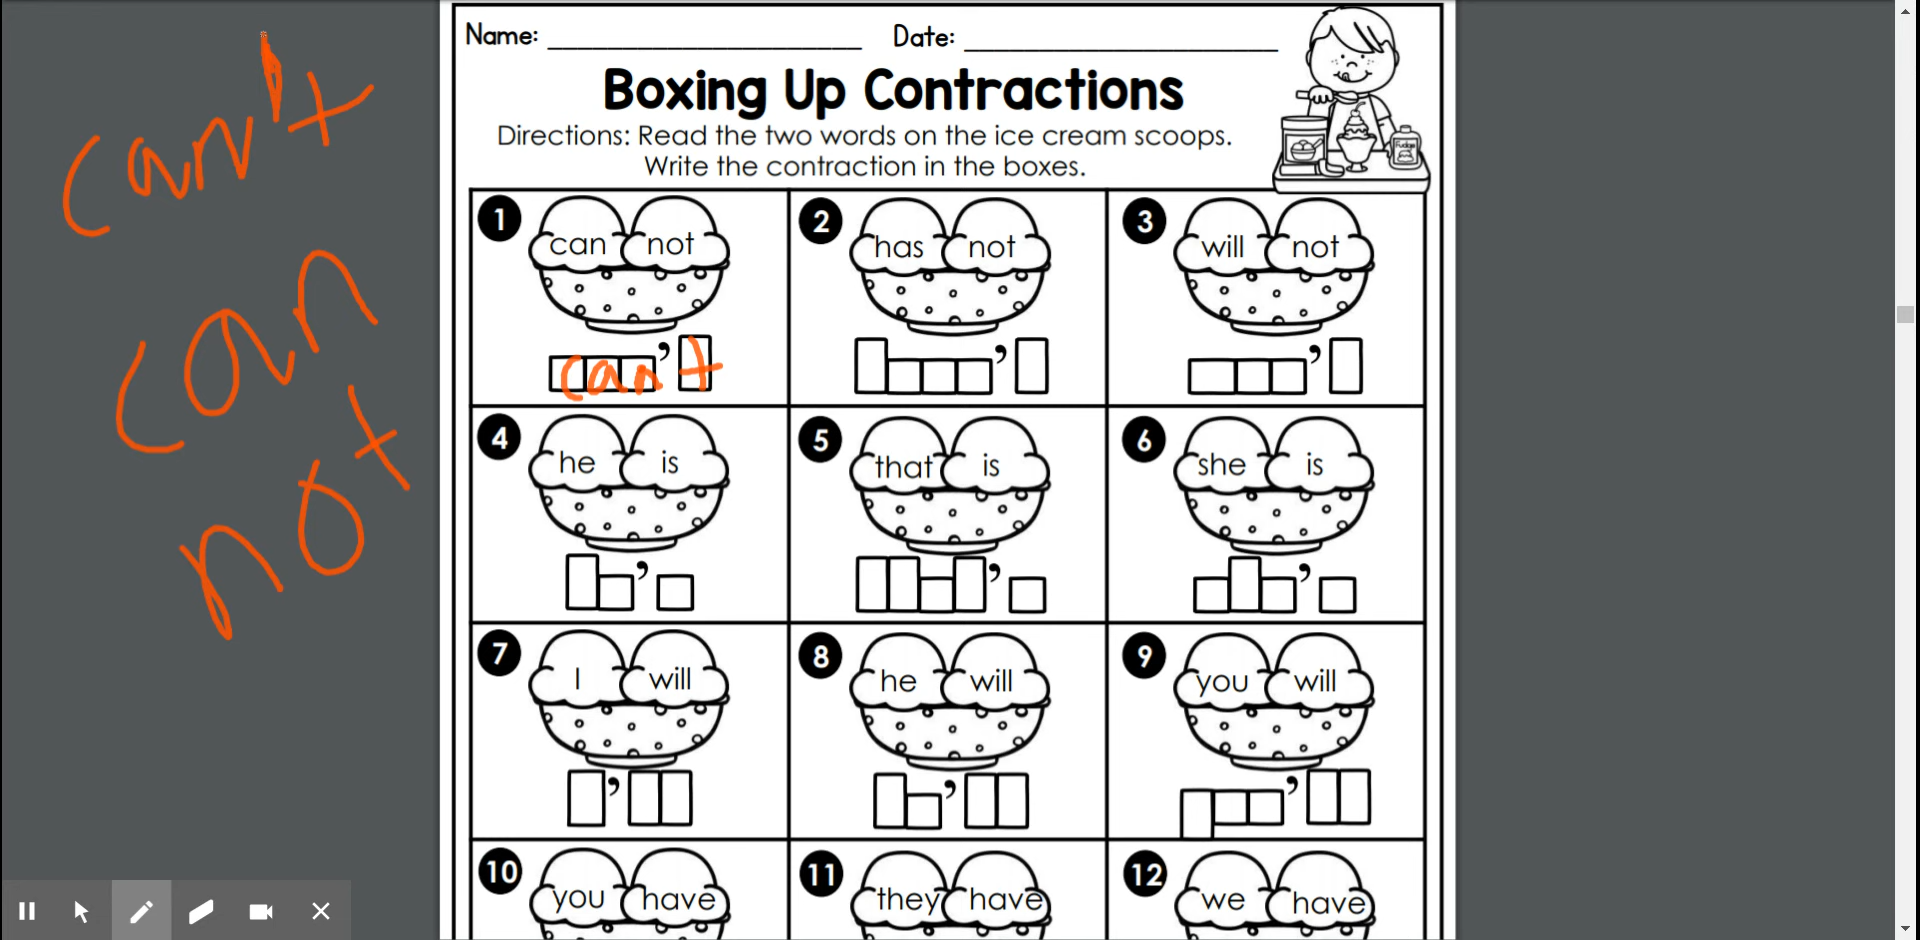 can't
can
not
Name: Date:
Boxing Up Contractions
Directions: Read the two words on the ice cream scoops.
Write the contraction in the boxes.
Fudge
1 can not
can't
2 has not
’
3 will not
’
4 he is
’
5 that is
’
6 she is
’
7 I will
’
8 he will
’
9 you will
’
10 you have
11 they have
12 we have